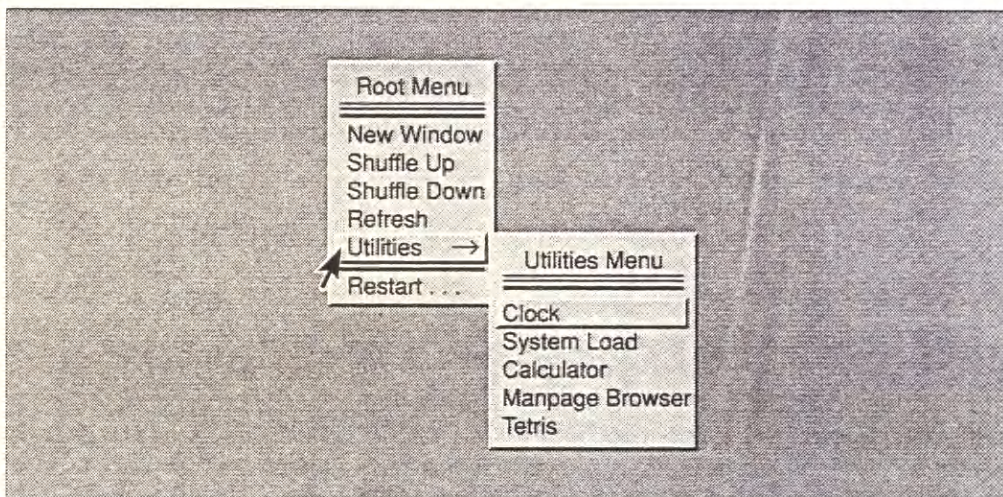 Root Menu
New Window
Shuffle Up
Shuffle Down
Refresh
Utilities →
Restart . . .
Utilities Menu
Clock
System Load
Calculator
Manpage Browser
Tetris